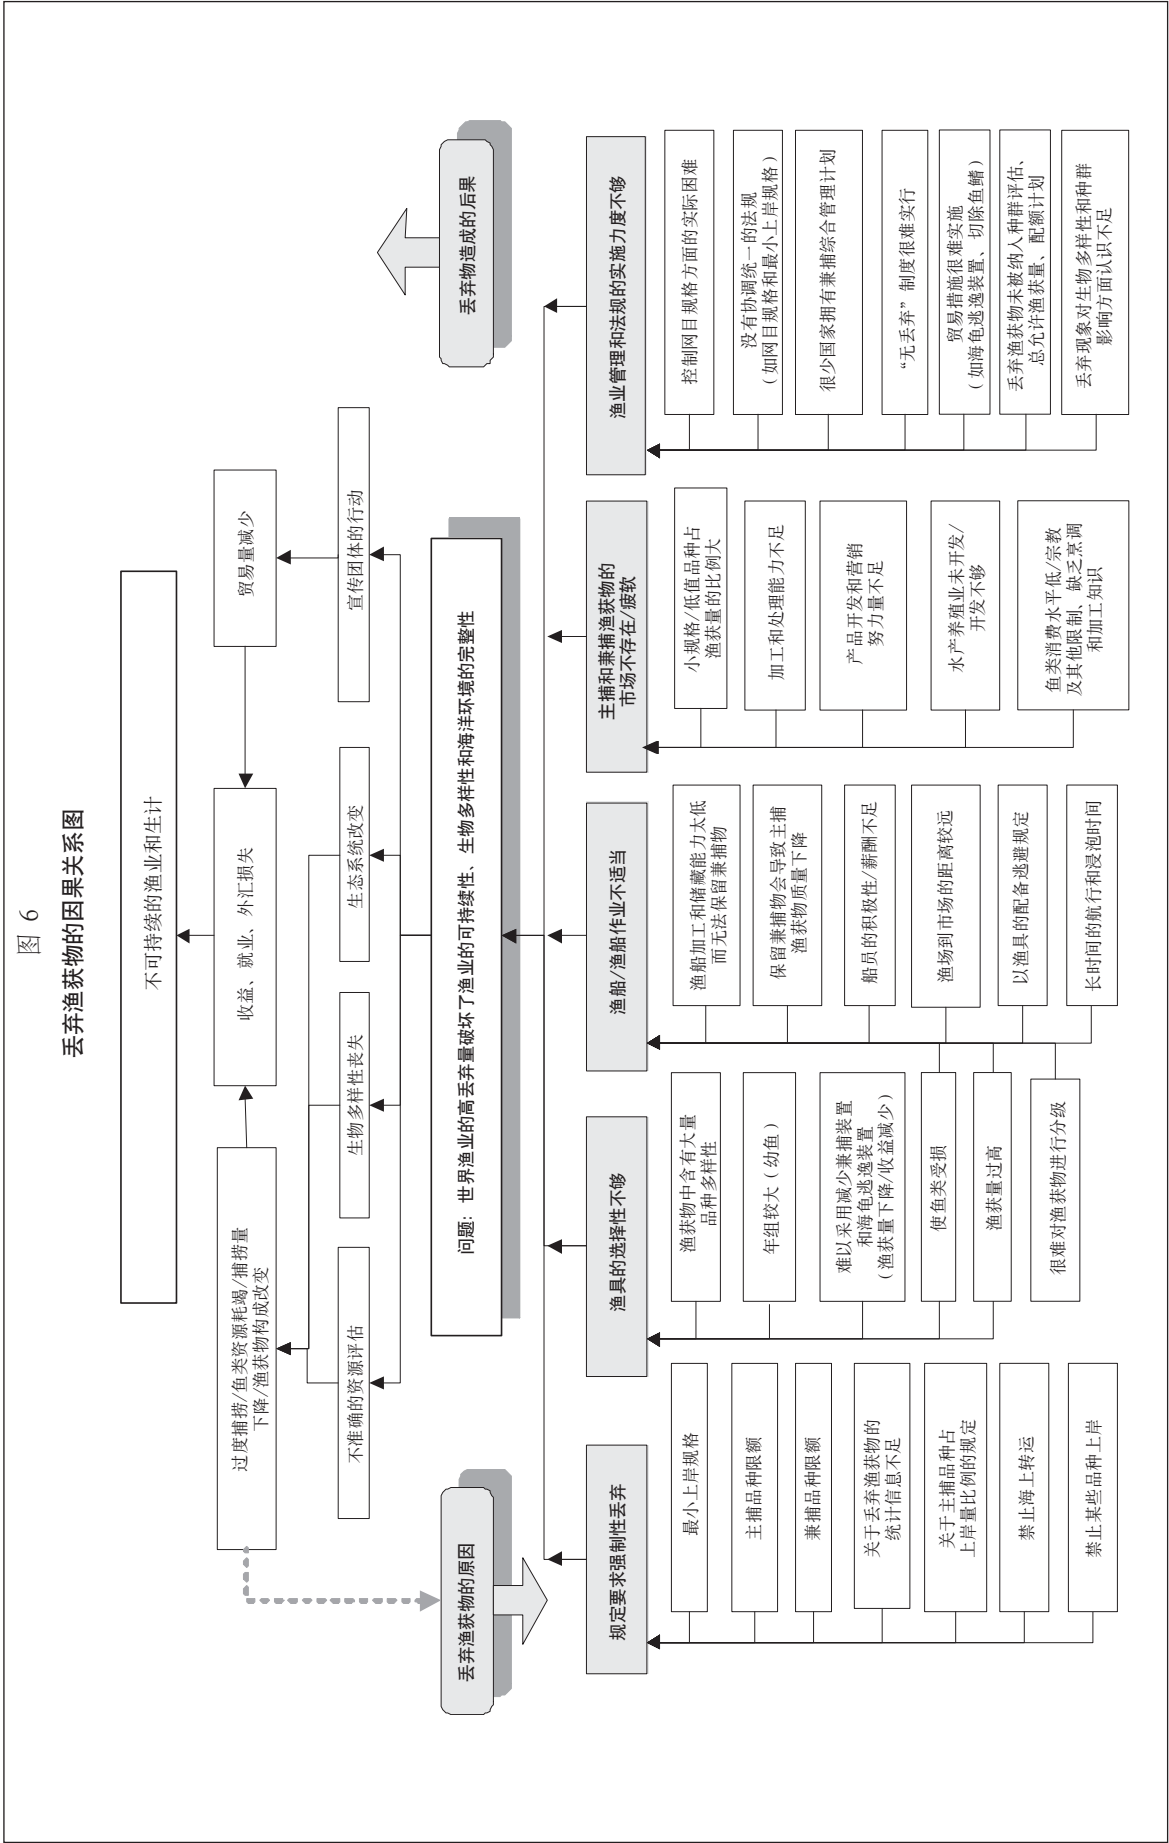 图 6
丢弃渔获物的因果关系图
不可持续的渔业和生计
过度捕捞/鱼类资源耗竭/捕捞量
下降/渔获物构成改变
收益、就业、外汇损失
贸易量减少
不准确的资源评估
生物多样性丧失
生态系统改变
宣传团体的行动
丢弃渔获物的原因
问题：世界渔业的高丢弃量破坏了渔业的可持续性、生物多样性和海洋环境的完整性
丢弃物造成的后果
规定要求强制性丢弃
最小上岸规格
主捕品种限额
兼捕品种限额
关于丢弃渔获物的
统计信息不足
关于主捕品种占
上岸量比例的规定
禁止海上转运
禁止某些品种上岸
渔具的选择性不够
渔获物中含有大量
品种多样性
年组较大（幼鱼）
难以采用减少兼捕装置
和海龟逃逸装置
（渔获量下降/收益减少）
使鱼类受损
渔获量过高
很难对渔获物进行分级
渔船/渔船作业不适当
渔船加工和储藏能力太低
而无法保留兼捕物
保留兼捕物会导致主捕
渔获物质量下降
船员的积极性/薪酬不足
渔场到市场的距离较远
以渔具的配备逃避规定
长时间的航行和浸泡时间
主捕和兼捕渔获物的
市场不存在/疲软
小规格/低值品种占
渔获量的比例大
加工和处理能力不足
产品开发和营销
努力量不足
水产养殖业未开发/
开发不够
鱼类消费水平低/宗教
及其他限制、缺乏烹调
和加工知识
渔业管理和法规的实施力度不够
控制网目规格方面的实际困难
没有协调统一的法规
（如网目规格和最小上岸规格）
很少国家拥有兼捕综合管理计划
“无丢弃”制度很难实行
贸易措施很难实施
（如海龟逃逸装置、切除鱼鳍）
丢弃渔获物未被纳人种群评估、
总允许渔获量、配额计划
丢弃现象对生物多样性和种群
影响方面认识不足